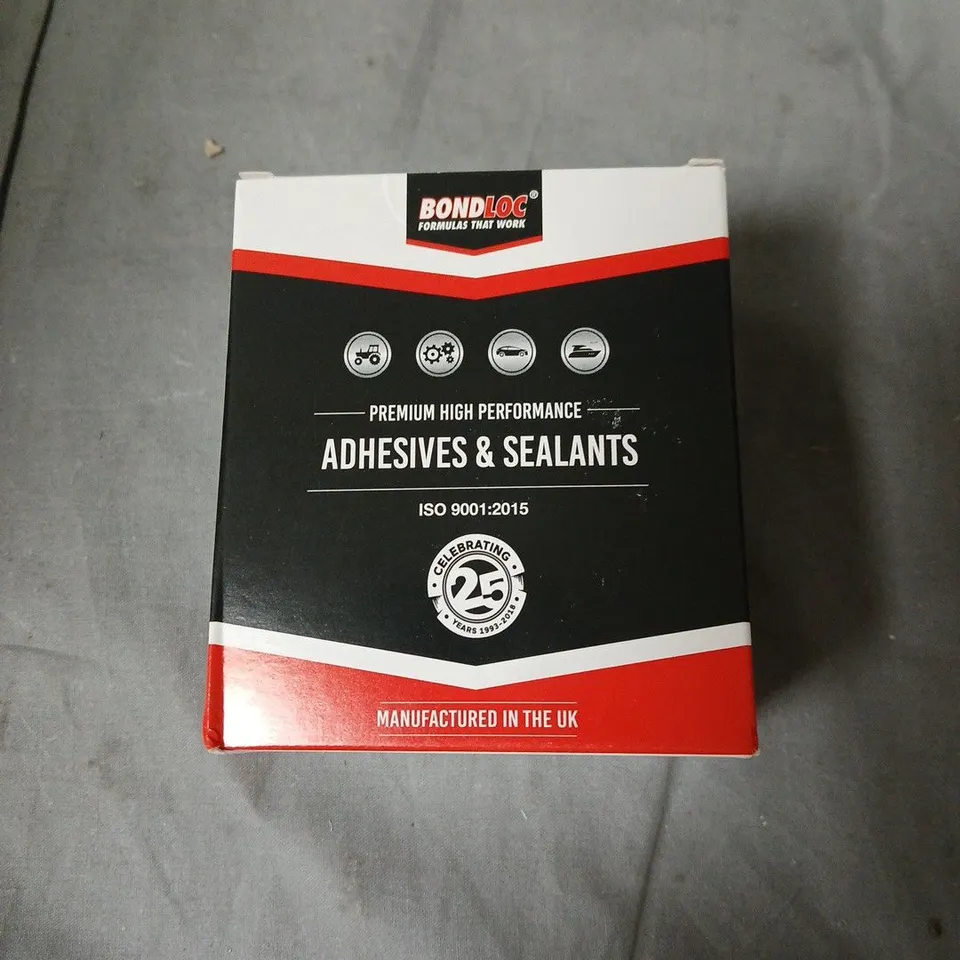 BONDLOC®
FORMULAS THAT WORK
PREMIUM HIGH PERFORMANCE
ADHESIVES & SEALANTS
ISO 9001:2015
CELEBRATING
25
YEARS 1993-2018
MANUFACTURED IN THE UK